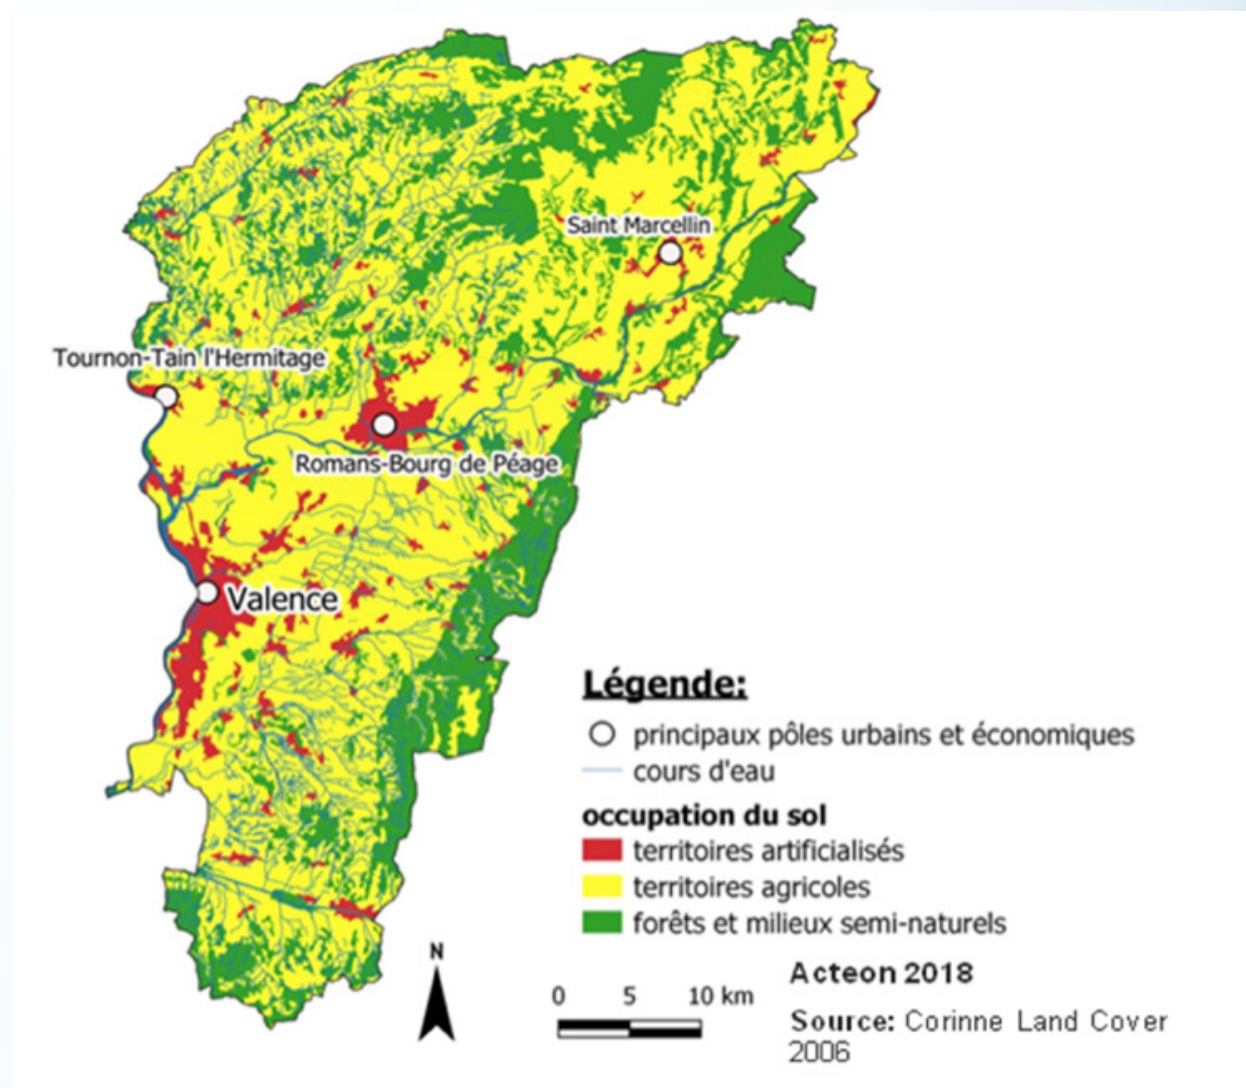 Saint Marcellin
Tournon-Tain l'Hermitage
Romans-Bourg de Péage
Valence
Légende:
principaux pôles urbains et économiques
cours d'eau
occupation du sol
territoires artificialisés
territoires agricoles
forêts et milieux semi-naturels
N
0 5 10 km
Acteon 2018
Source: Corinne Land Cover
2006